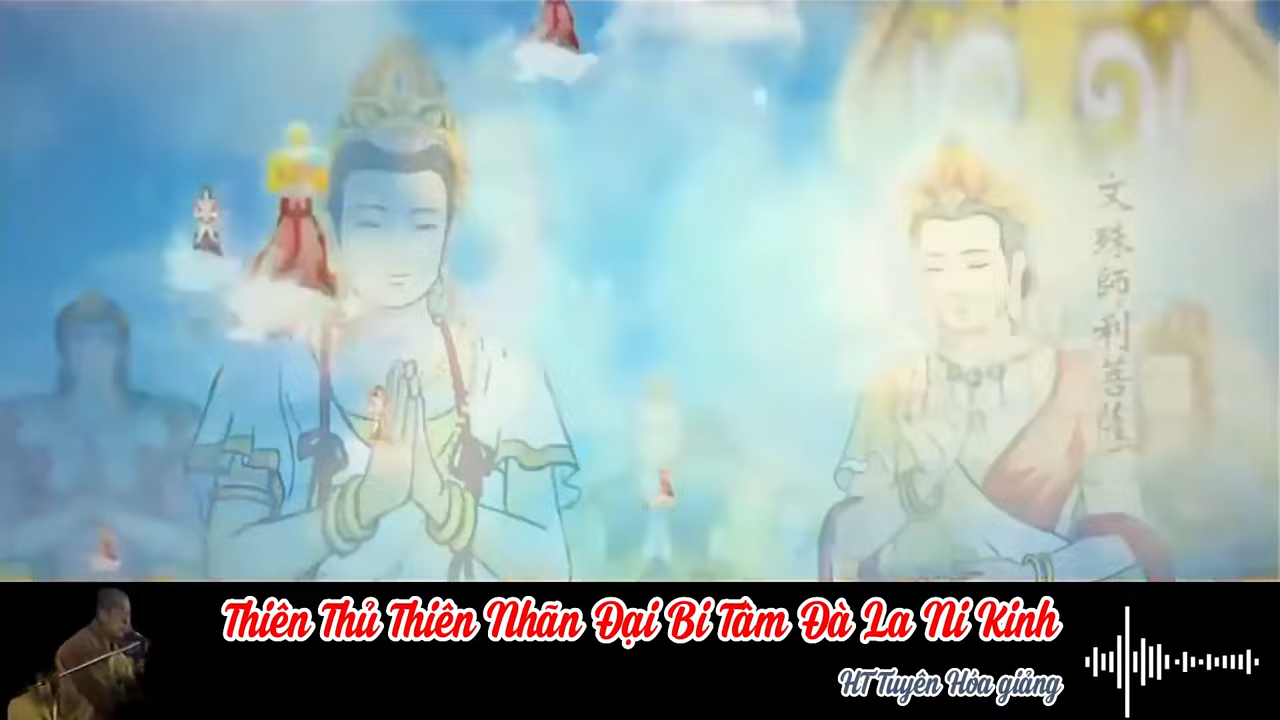 文殊師利菩薩
Thiên Thủ Thiên Nhãn Đại Bi Tâm Đà La Ni Kinh
HT Tuyên Hóa giảng